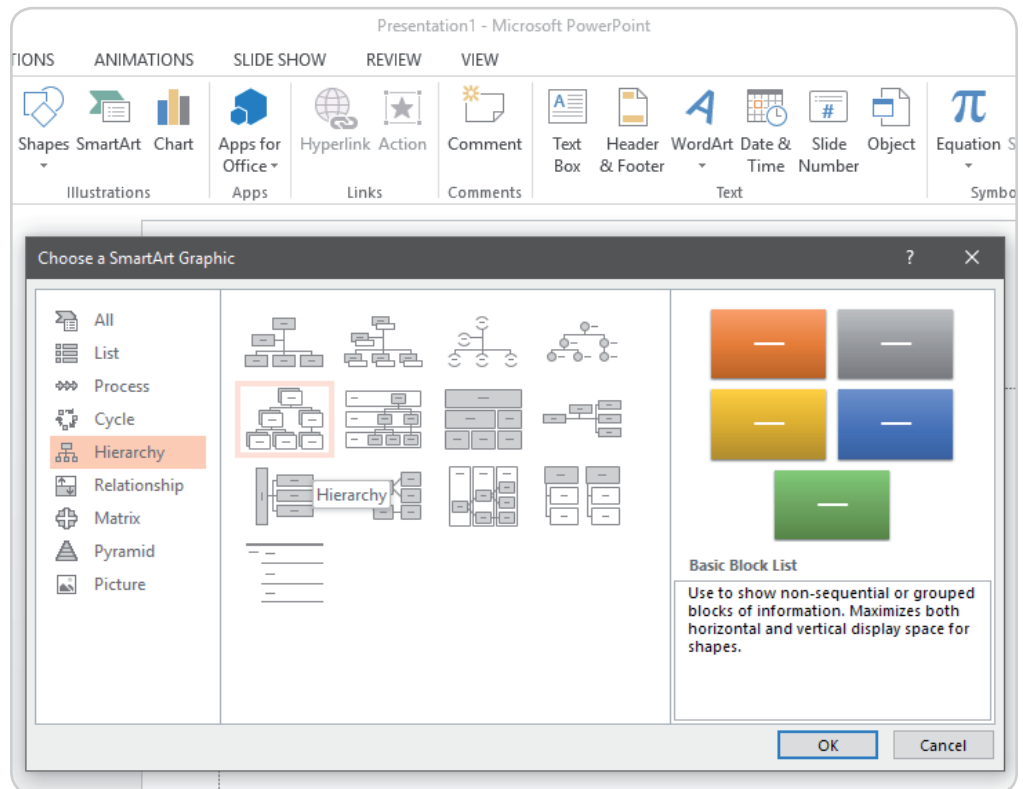 Presentation1 - Microsoft PowerPoint
TIONS ANIMATIONS SLIDE SHOW REVIEW VIEW
Shapes SmartArt Chart Apps for Hyperlink Action Comment Text Header WordArt Date & Slide Object Equation S
Office Box & Footer Time Number
Illustrations Apps Links Comments Text Symbo
Choose a SmartArt Graphic ?
All
List
Process
Cycle
Hierarchy
Relationship
Matrix
Pyramid
Picture
Hierarchy
Basic Block List
Use to show non-sequential or grouped
blocks of information. Maximizes both
horizontal and vertical display space for
shapes.
OK Cancel